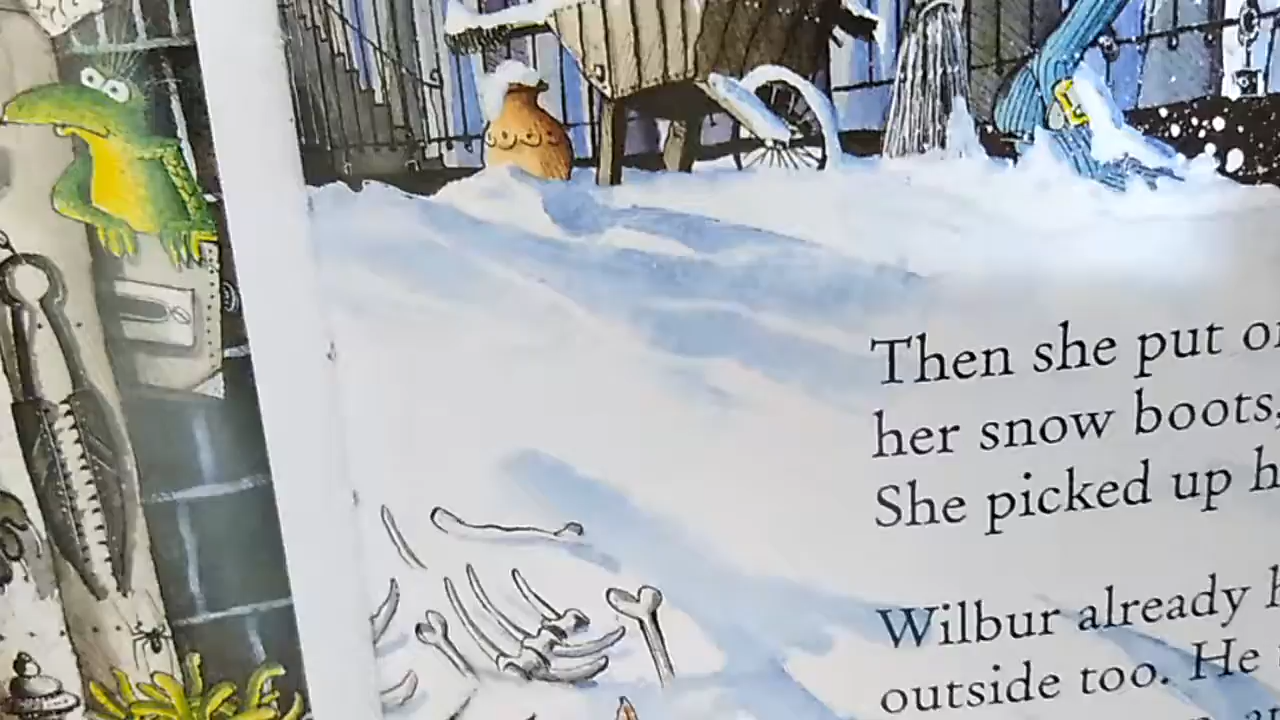 Then she put
her snow boots,
She picked up
Wilbur already
outside too. He